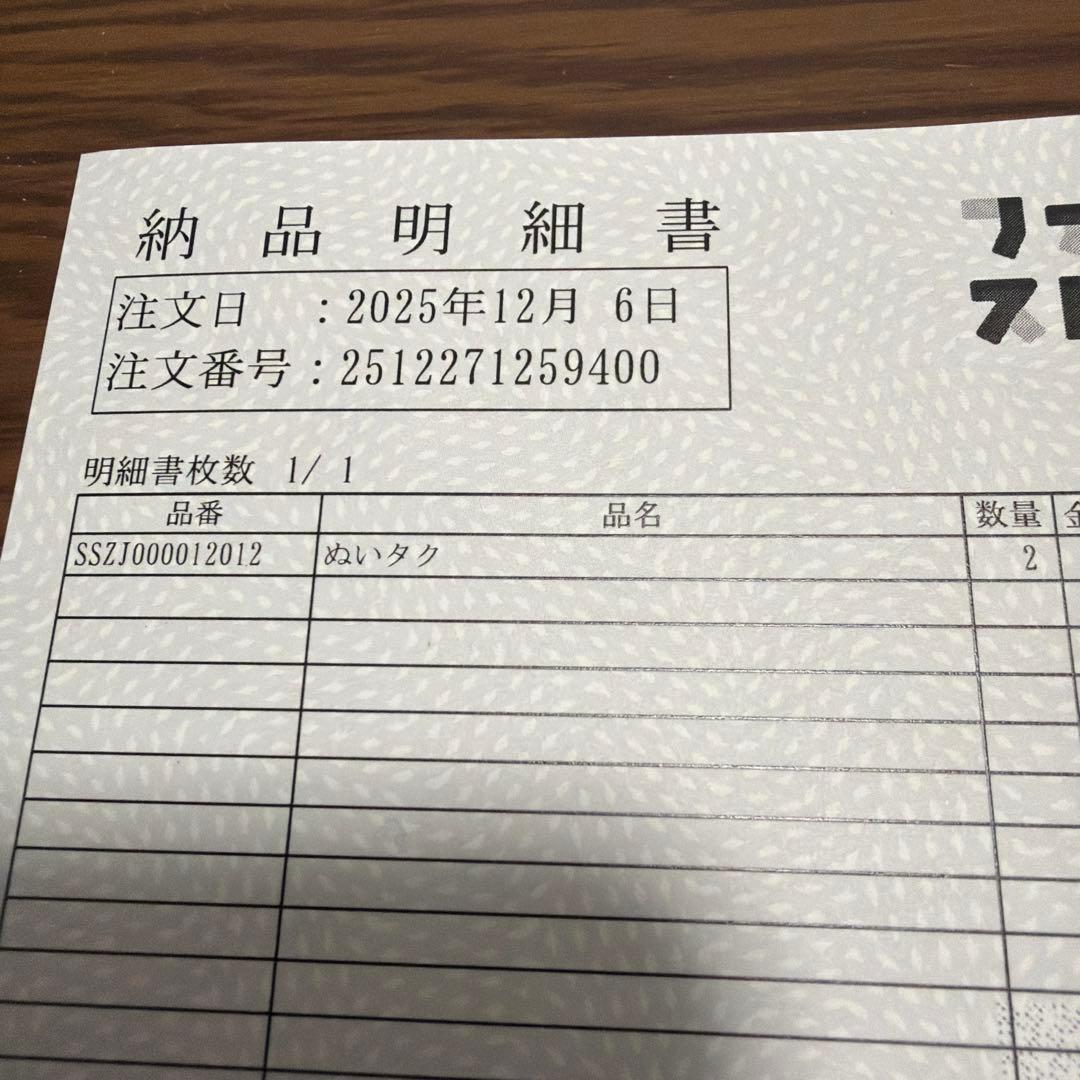 納品明細書
注文日 ：2025年12月 6日
注文番号：2512271259400
明細書枚数 1/ 1
品番 品名 数量
SSZJ000012012 ぬいタク 2